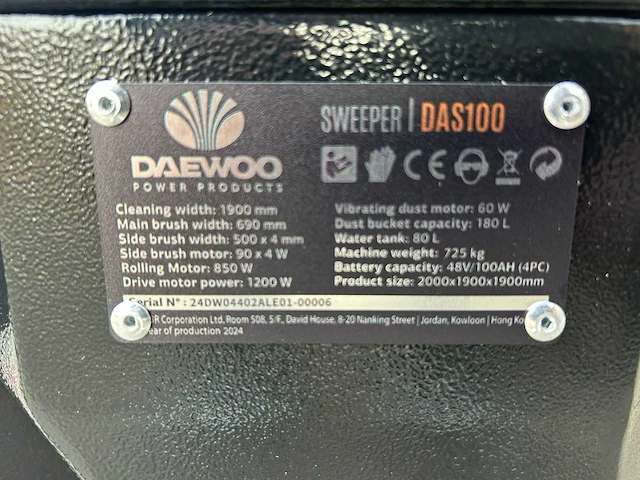 SWEEPER | DAS100
DAEWOO
POWER PRODUCTS
CE
Cleaning width: 1900 mm
Main brush width: 690 mm
Side brush width: 500 x 4 mm
Side brush motor: 90 x 4 W
Rolling Motor: 850 W
Drive motor power: 1200 W
Vibrating dust motor: 60 W
Dust bucket capacity: 180 L
Water tank: 80 L
Machine weight: 725 kg
Battery capacity: 48V/100AH (4PC)
Product size: 2000x1900x1900mm
Serial N° : 24DW04402ALE01-00006
Corporation Ltd, Room 508, 5/F., David House, 8-20 Nanking Street | Jordan, Kowloon | Hong
of production 2024